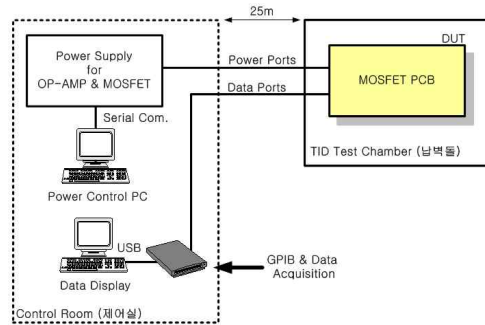 25m
DUT
Power Supply
for
OP-AMP & MOSFET
Power Ports
MOSFET PCB
Data Ports
Serial Com.
TID Test Chamber (납벽돌)
Power Control PC
USB
GPIB & Data
Acquisition
Data Display
Control Room (제어실)